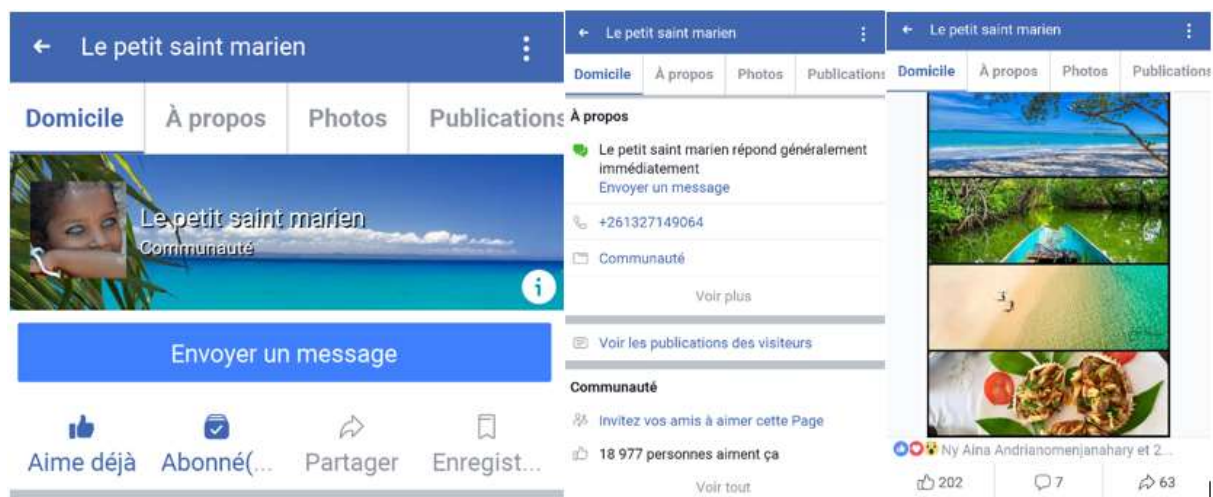 Le petit saint marien
Domicile À propos Photos Publications
Le petit saint marien
Communauté
Envoyer un message
Aime déjà Abonné(... Partager Enregist...
Le petit saint marien
Domicile À propos Photos Publications
À propos
Le petit saint marien répond généralement
immédiatement
Envoyer un message
+261327149064
Communauté
Voir plus
Voir les publications des visiteurs
Communauté
Invitez vos amis à aimer cette Page
18 977 personnes aiment ça
Voir tout
Le petit saint marien
Domicile À propos Photos Publications
Ny Aina Andrianomenjanahary et 2...
202 7 63